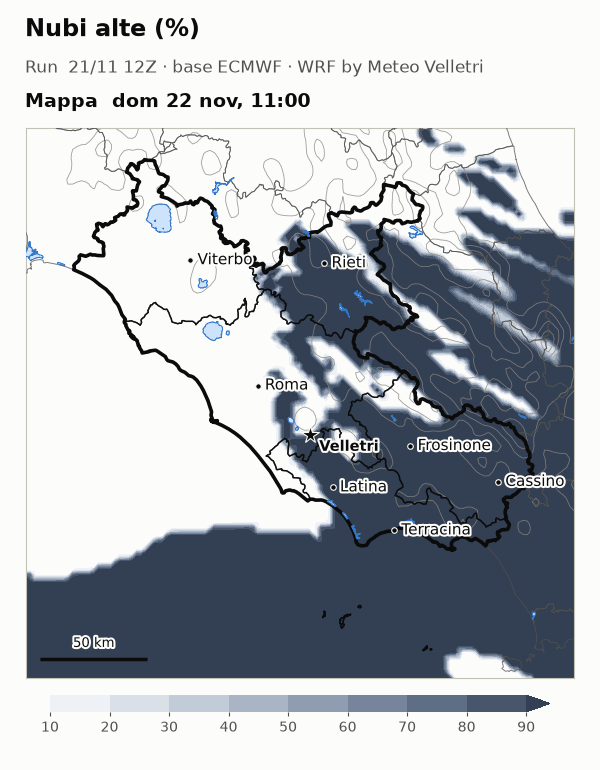 Nubi alte (%)
Run  21/11 12Z · base ECMWF · WRF by Meteo Velletri
Mappa  dom 22 nov, 11:00
Viterbo
Rieti
Roma
Velletri
Frosinone
Latina
Cassino
Terracina
50 km
10 20 30 40 50 60 70 80 90